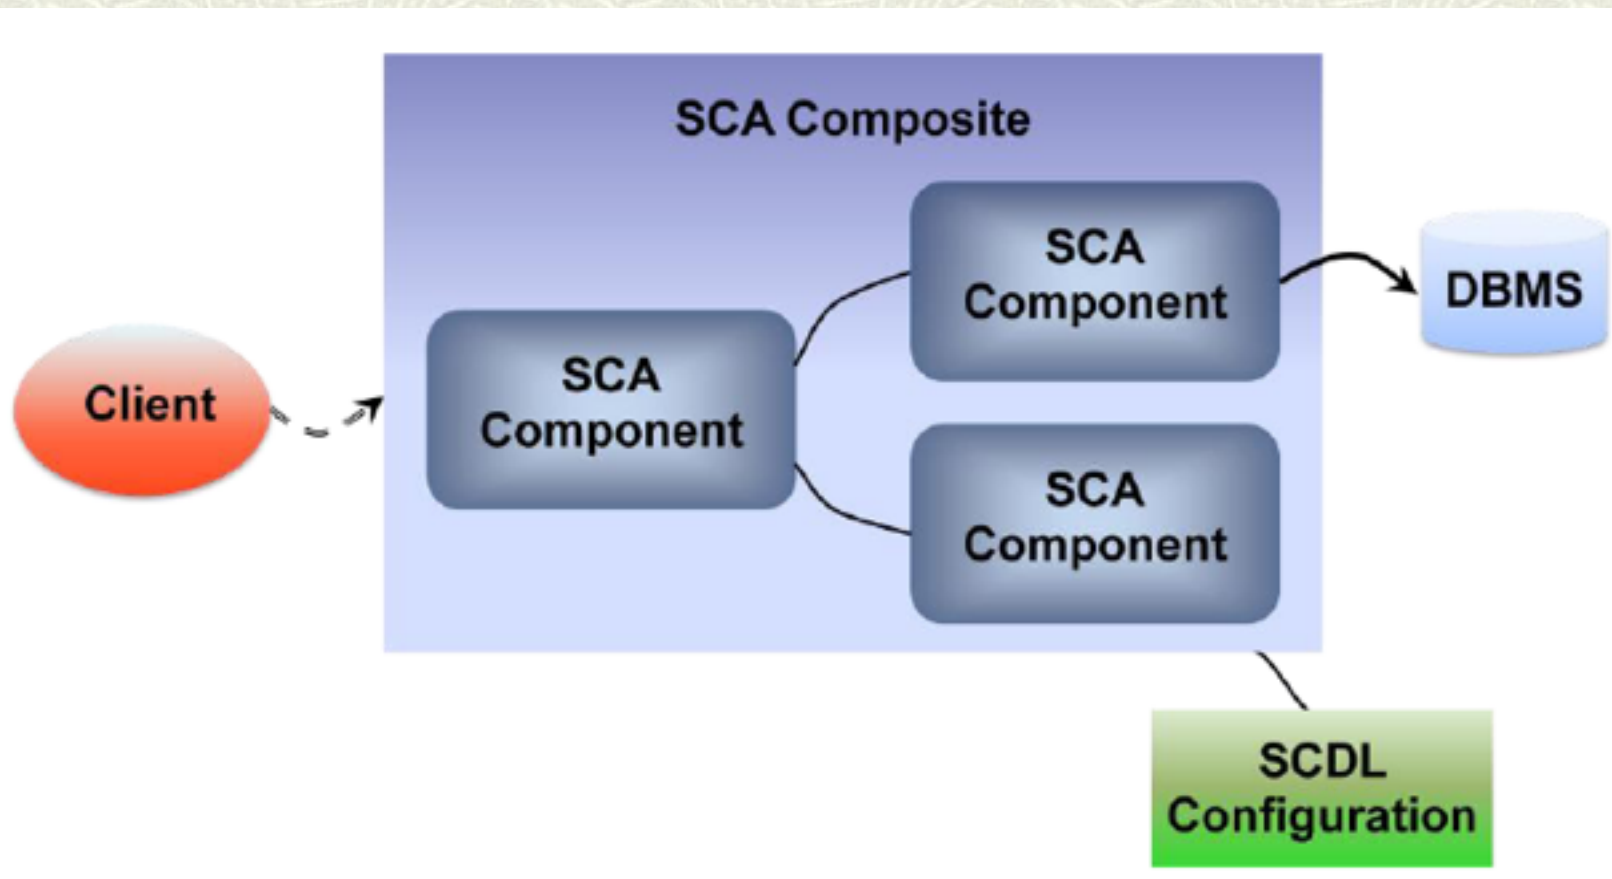 SCA Composite
SCA
Component
DBMS
SCA
Component
Client
SCA
Component
SCDL
Configuration